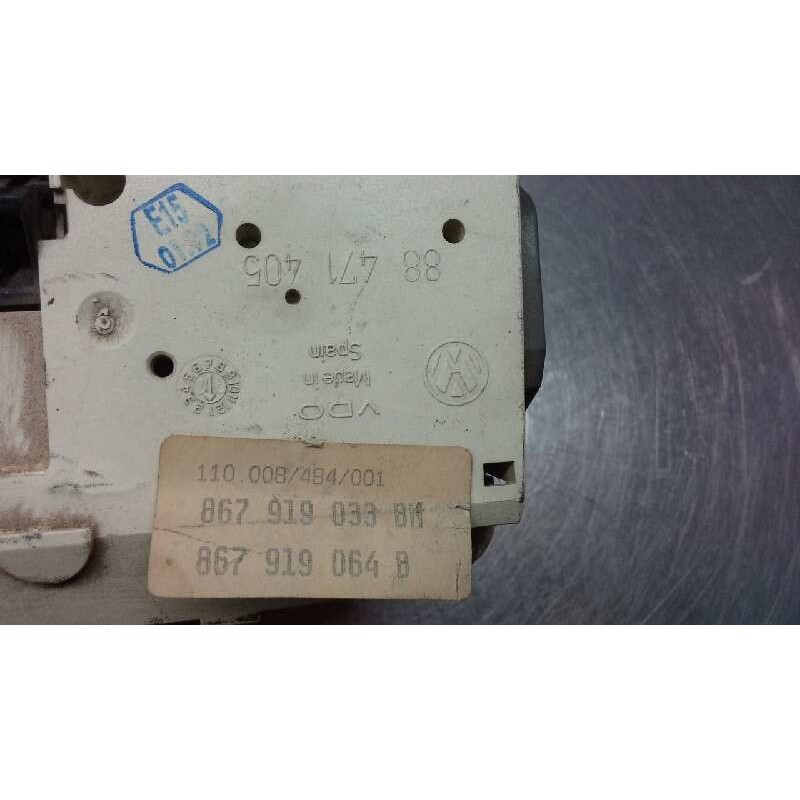 E15
88 471 405
Made in
Spain
VDO
110.008/484/001
867 919 033 BM
867 919 064 B